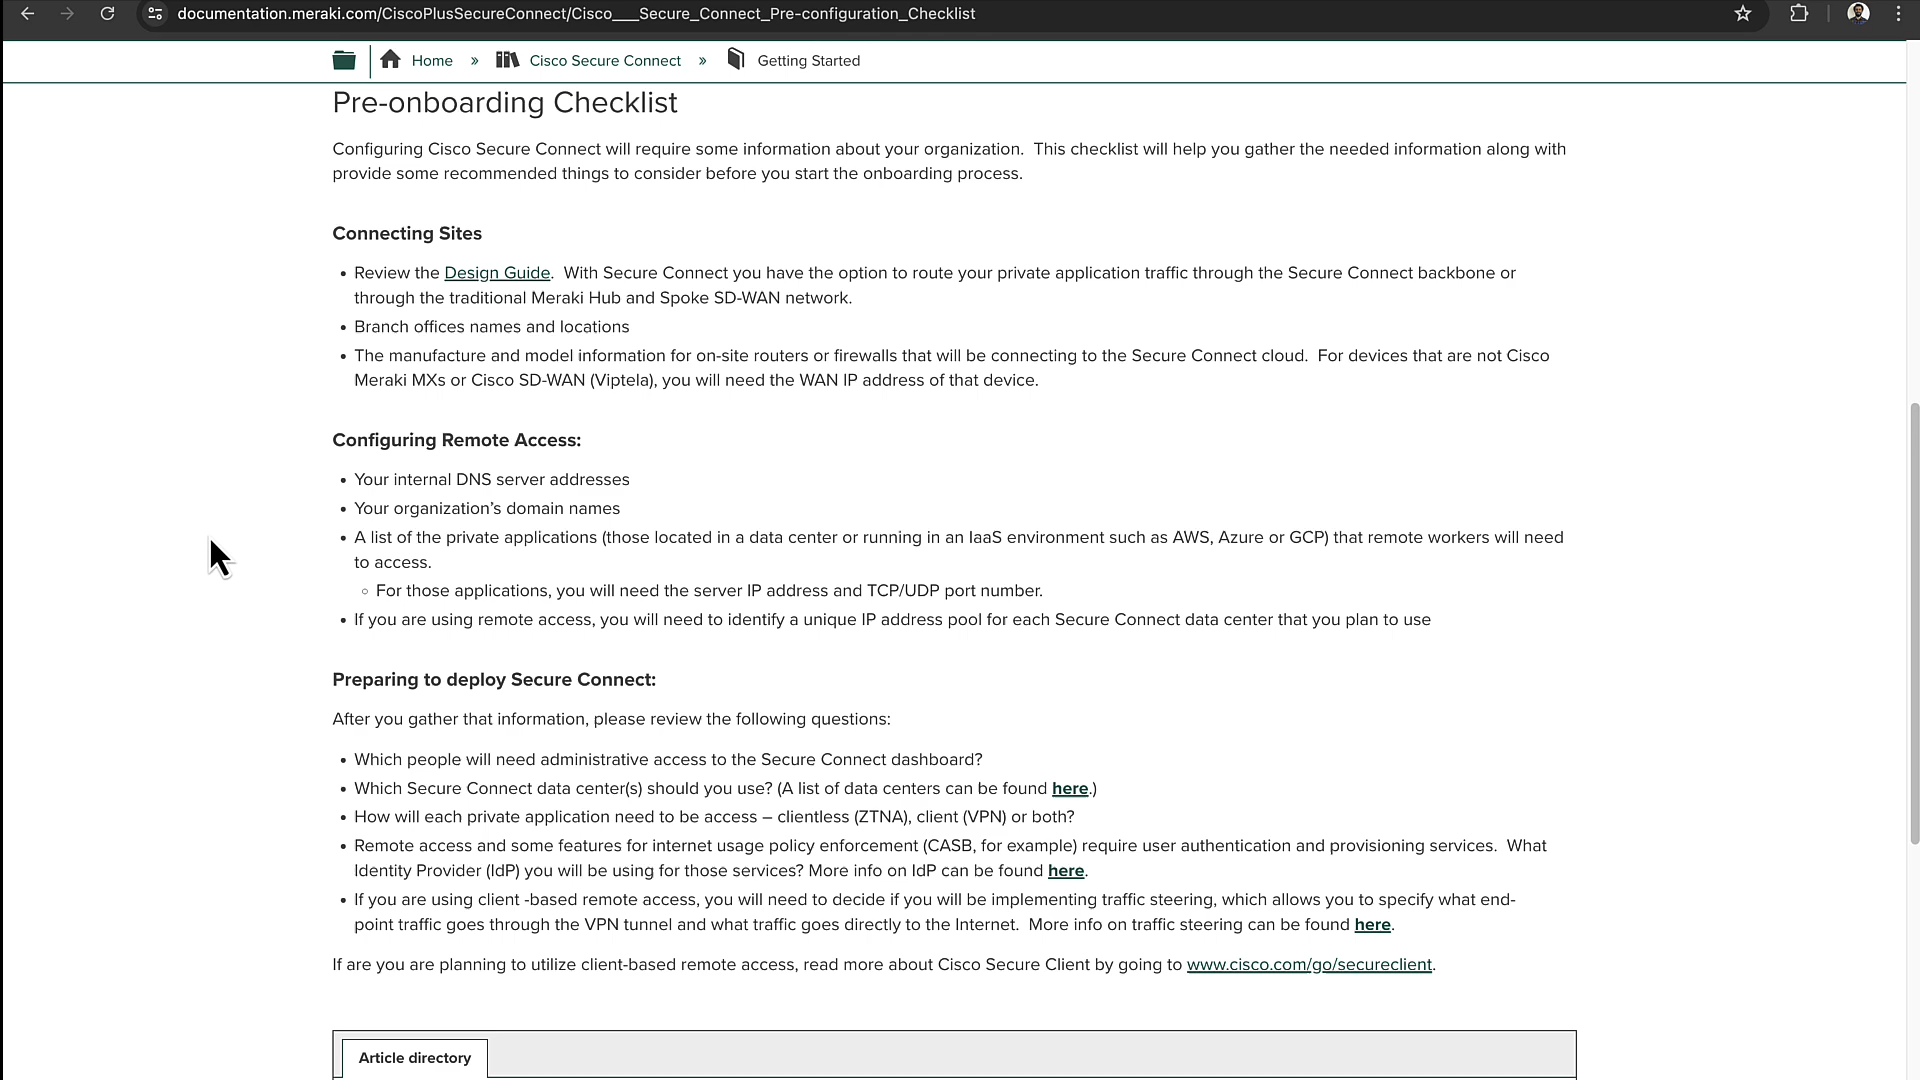 documentation.meraki.com/CiscoPlusSecureConnect/Cisco___Secure_Connect_Pre-configuration_Checklist
Home » Cisco Secure Connect » Getting Started
Pre-onboarding Checklist
Configuring Cisco Secure Connect will require some information about your organization.  This checklist will help you gather the needed information along with
provide some recommended things to consider before you start the onboarding process.
Connecting Sites
• Review the Design Guide.  With Secure Connect you have the option to route your private application traffic through the Secure Connect backbone or
through the traditional Meraki Hub and Spoke SD-WAN network.
• Branch offices names and locations
• The manufacture and model information for on-site routers or firewalls that will be connecting to the Secure Connect cloud.  For devices that are not Cisco
Meraki MXs or Cisco SD-WAN (Viptela), you will need the WAN IP address of that device.
Configuring Remote Access:
• Your internal DNS server addresses
• Your organization’s domain names
• A list of the private applications (those located in a data center or running in an IaaS environment such as AWS, Azure or GCP) that remote workers will need
to access.
◦ For those applications, you will need the server IP address and TCP/UDP port number.
• If you are using remote access, you will need to identify a unique IP address pool for each Secure Connect data center that you plan to use
Preparing to deploy Secure Connect:
After you gather that information, please review the following questions:
• Which people will need administrative access to the Secure Connect dashboard?
• Which Secure Connect data center(s) should you use? (A list of data centers can be found here.)
• How will each private application need to be access – clientless (ZTNA), client (VPN) or both?
• Remote access and some features for internet usage policy enforcement (CASB, for example) require user authentication and provisioning services.  What
Identity Provider (IdP) you will be using for those services? More info on IdP can be found here.
• If you are using client -based remote access, you will need to decide if you will be implementing traffic steering, which allows you to specify what end-
point traffic goes through the VPN tunnel and what traffic goes directly to the Internet.  More info on traffic steering can be found here.
If are you are planning to utilize client-based remote access, read more about Cisco Secure Client by going to www.cisco.com/go/secureclient.
Article directory